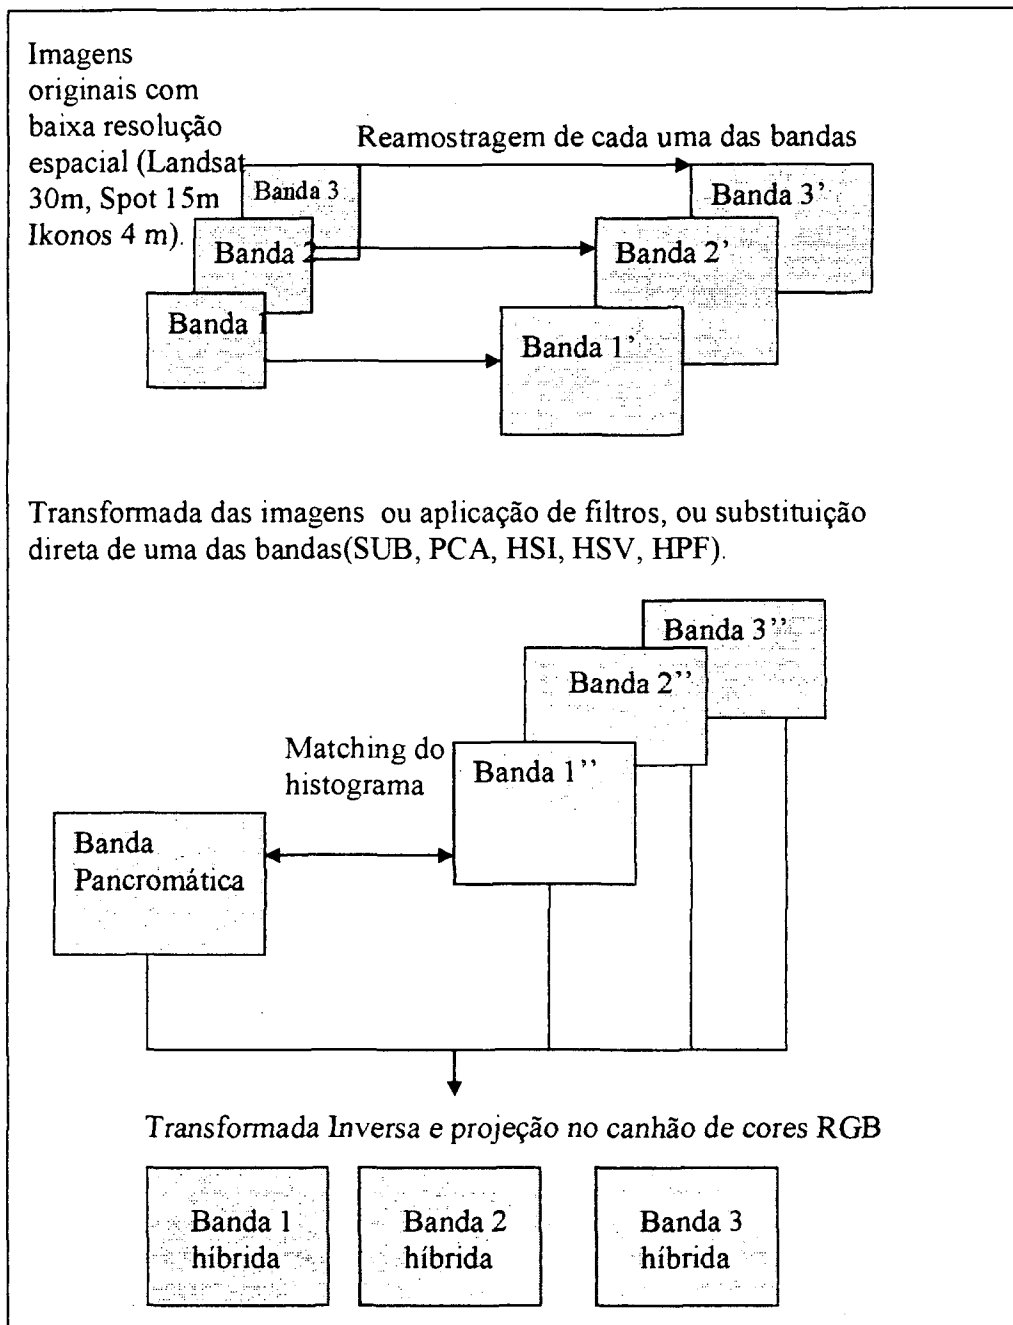 Imagens
originais com
baixa resolução
espacial (Landsat
30m, Spot 15m
Ikonos 4 m).
Reamostragem de cada uma das bandas
Banda 3
Banda 2
Banda 1
Banda 3’
Banda 2’
Banda 1’
Transformada das imagens ou aplicação de filtros, ou substituição
direta de uma das bandas(SUB, PCA, HSI, HSV, HPF).
Banda 3’’
Banda 2’’
Banda 1’’
Matching do
histograma
Banda
Pancromática
Transformada Inversa e projeção no canhão de cores RGB
Banda 1
híbrida
Banda 2
híbrida
Banda 3
híbrida